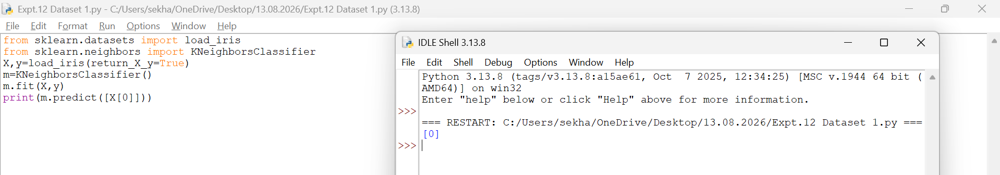 Expt.12 Dataset 1.py - C:/Users/sekha/OneDrive/Desktop/13.08.2026/Expt.12 Dataset 1.py (3.13.8)
File Edit Format Run Options Window Help
from sklearn.datasets import load_iris
from sklearn.neighbors import KNeighborsClassifier
X,y=load_iris(return_X_y=True)
m=KNeighborsClassifier()
m.fit(X,y)
print(m.predict([X[0]]))
IDLE Shell 3.13.8
File Edit Shell Debug Options Window Help
Python 3.13.8 (tags/v3.13.8:a15ae61, Oct  7 2025, 12:34:25) [MSC v.1944 64 bit (
AMD64)] on win32
Enter "help" below or click "Help" above for more information.
>>>
=== RESTART: C:/Users/sekha/OneDrive/Desktop/13.08.2026/Expt.12 Dataset 1.py ===
[0]
>>>